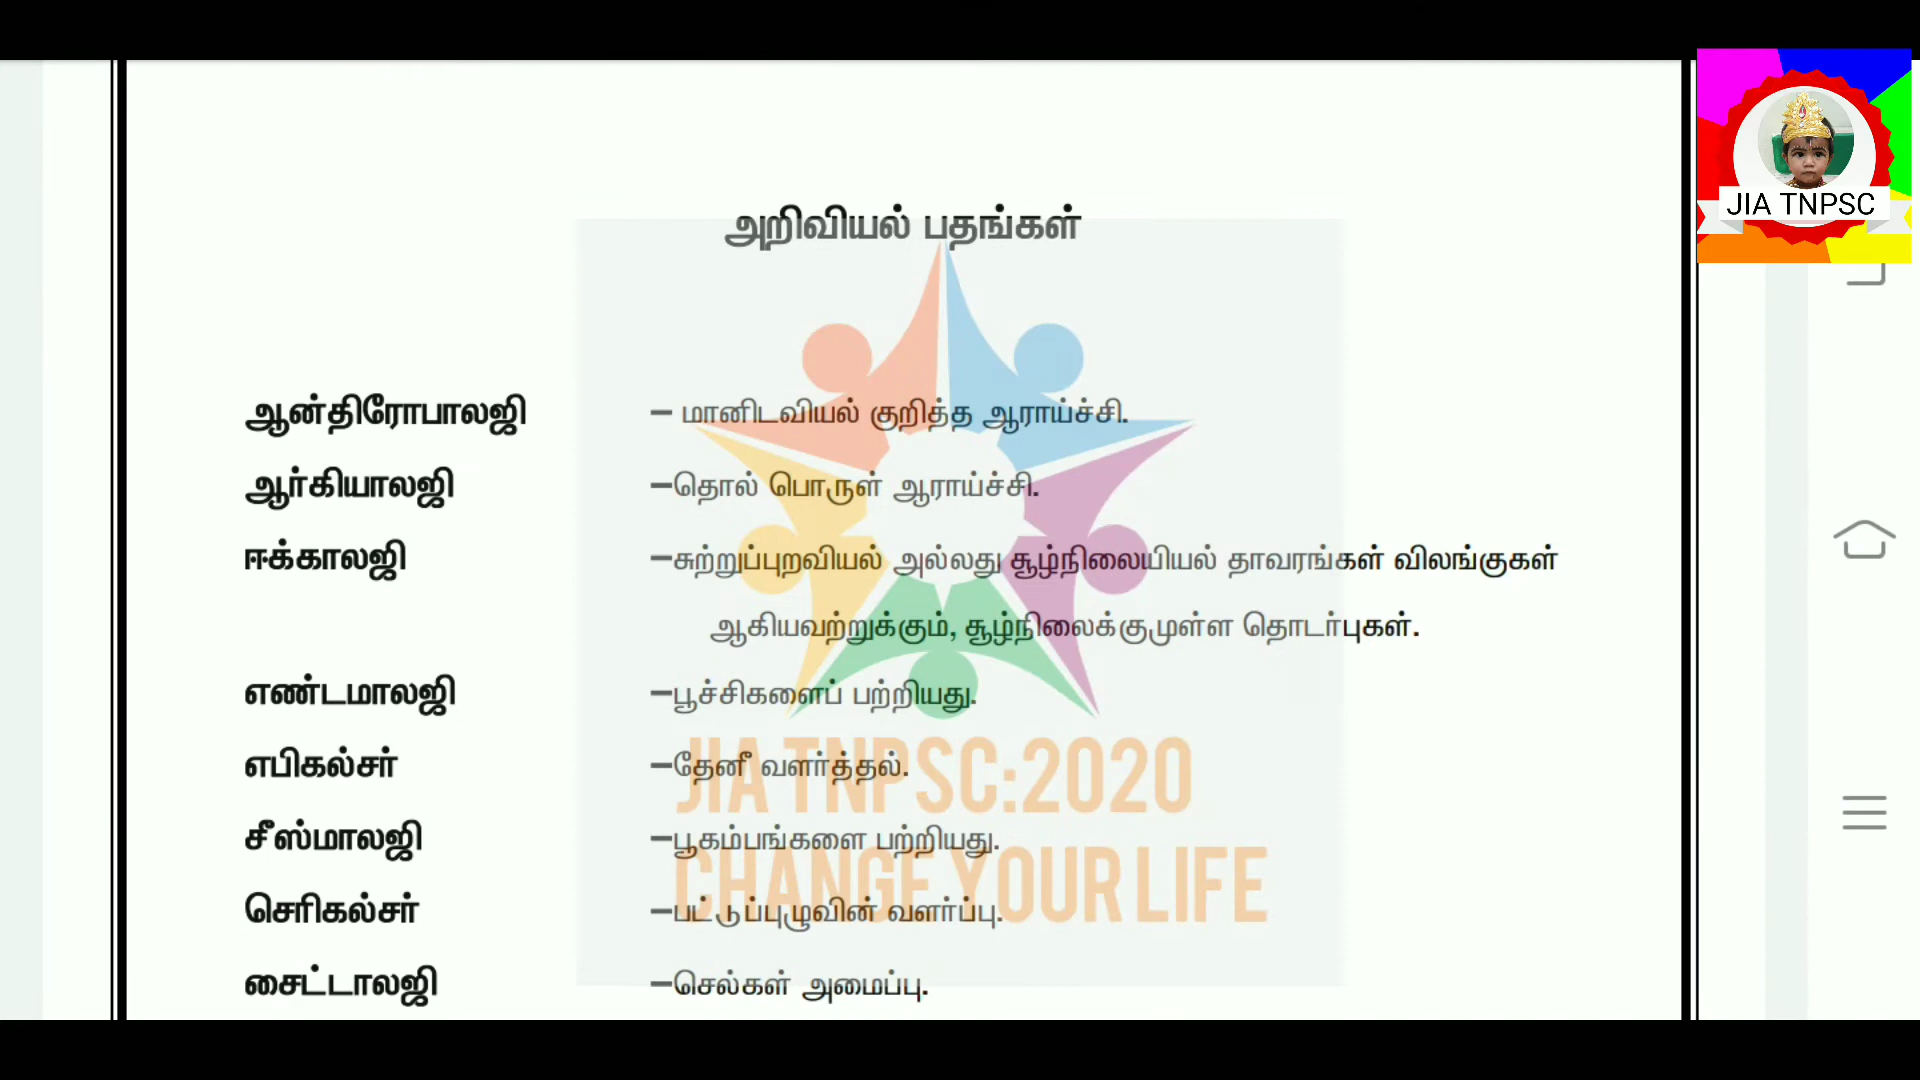 JIA TNPSC
அறிவியல் பதங்கள்
ஆன்திரோபாலஜி – மானிடவியல் குறித்த ஆராய்ச்சி.
ஆர்கியாலஜி –தொல் பொருள் ஆராய்ச்சி.
ஈக்காலஜி –சுற்றுப்புறவியல் அல்லது சூழ்நிலையியல் தாவரங்கள் விலங்குகள்
ஆகியவற்றுக்கும், சூழ்நிலைக்குமுள்ள தொடர்புகள்.
எண்டமாலஜி –பூச்சிகளைப் பற்றியது.
எபிகல்சர் –தேனீ வளர்த்தல்.
சீஸ்மாலஜி –பூகம்பங்களை பற்றியது.
செரிகல்சர் –பட்டுப்புழுவின் வளர்ப்பு.
சைட்டாலஜி –செல்கள் அமைப்பு.
JIA TNPSC:2020
CHANGE YOUR LIFE